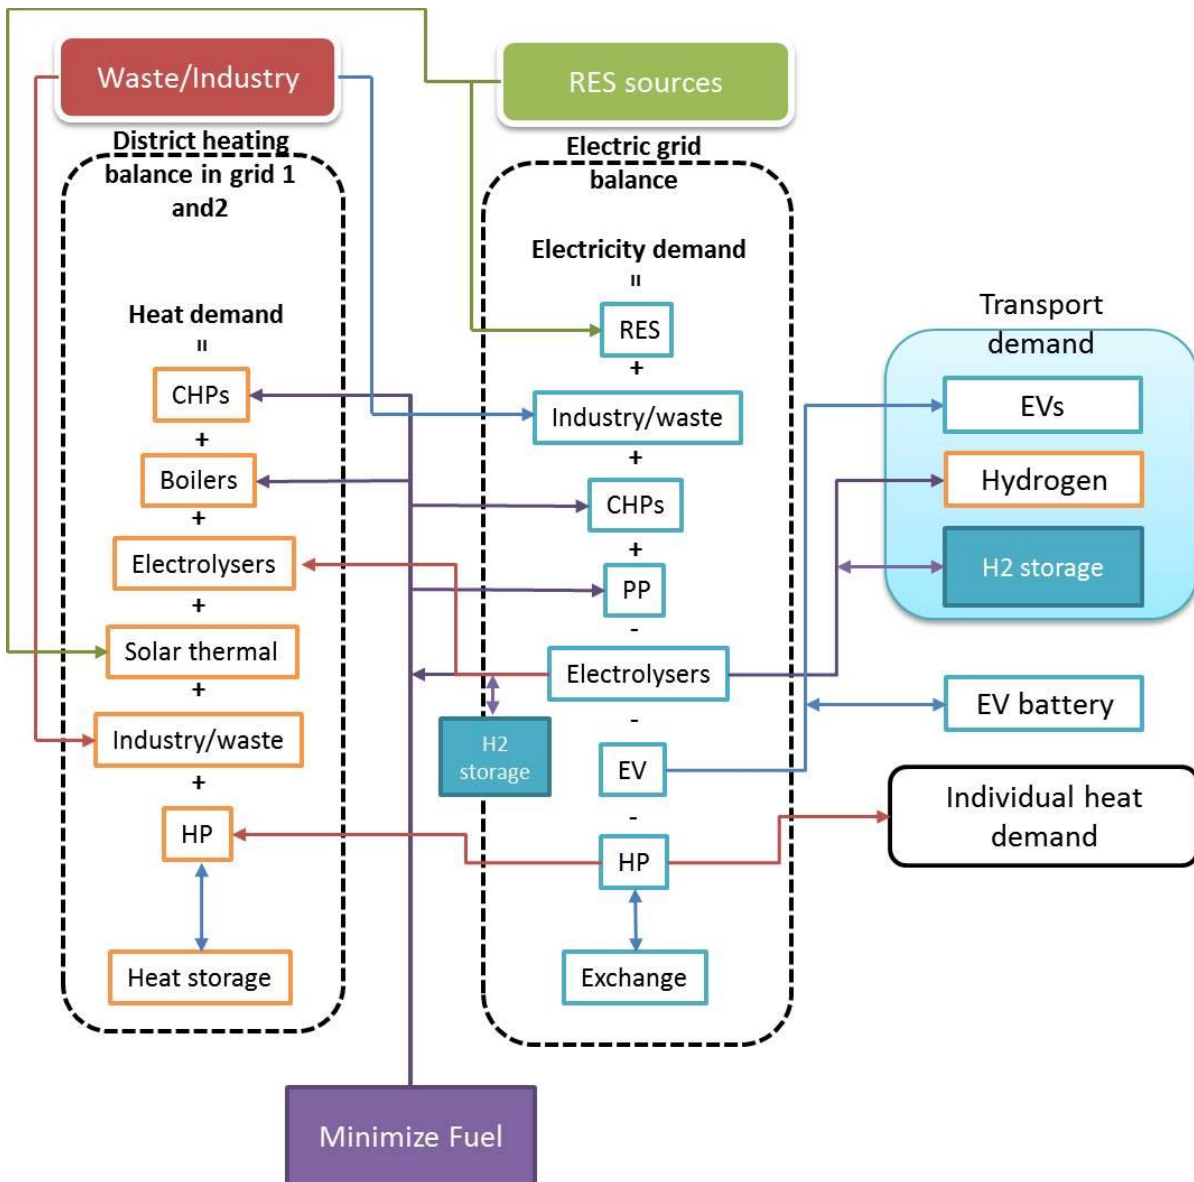 Waste/Industry
RES sources
District heating
balance in grid 1
and2
Heat demand
=
CHPs
+
Boilers
+
Electrolysers
+
Solar thermal
+
Industry/waste
+
HP
Heat storage
Electric grid
balance
Electricity demand
=
RES
+
Industry/waste
+
CHPs
+
PP
-
Electrolysers
-
EV
-
HP
Exchange
H2
storage
Transport
demand
EVs
Hydrogen
H2 storage
EV battery
Individual heat
demand
Minimize Fuel